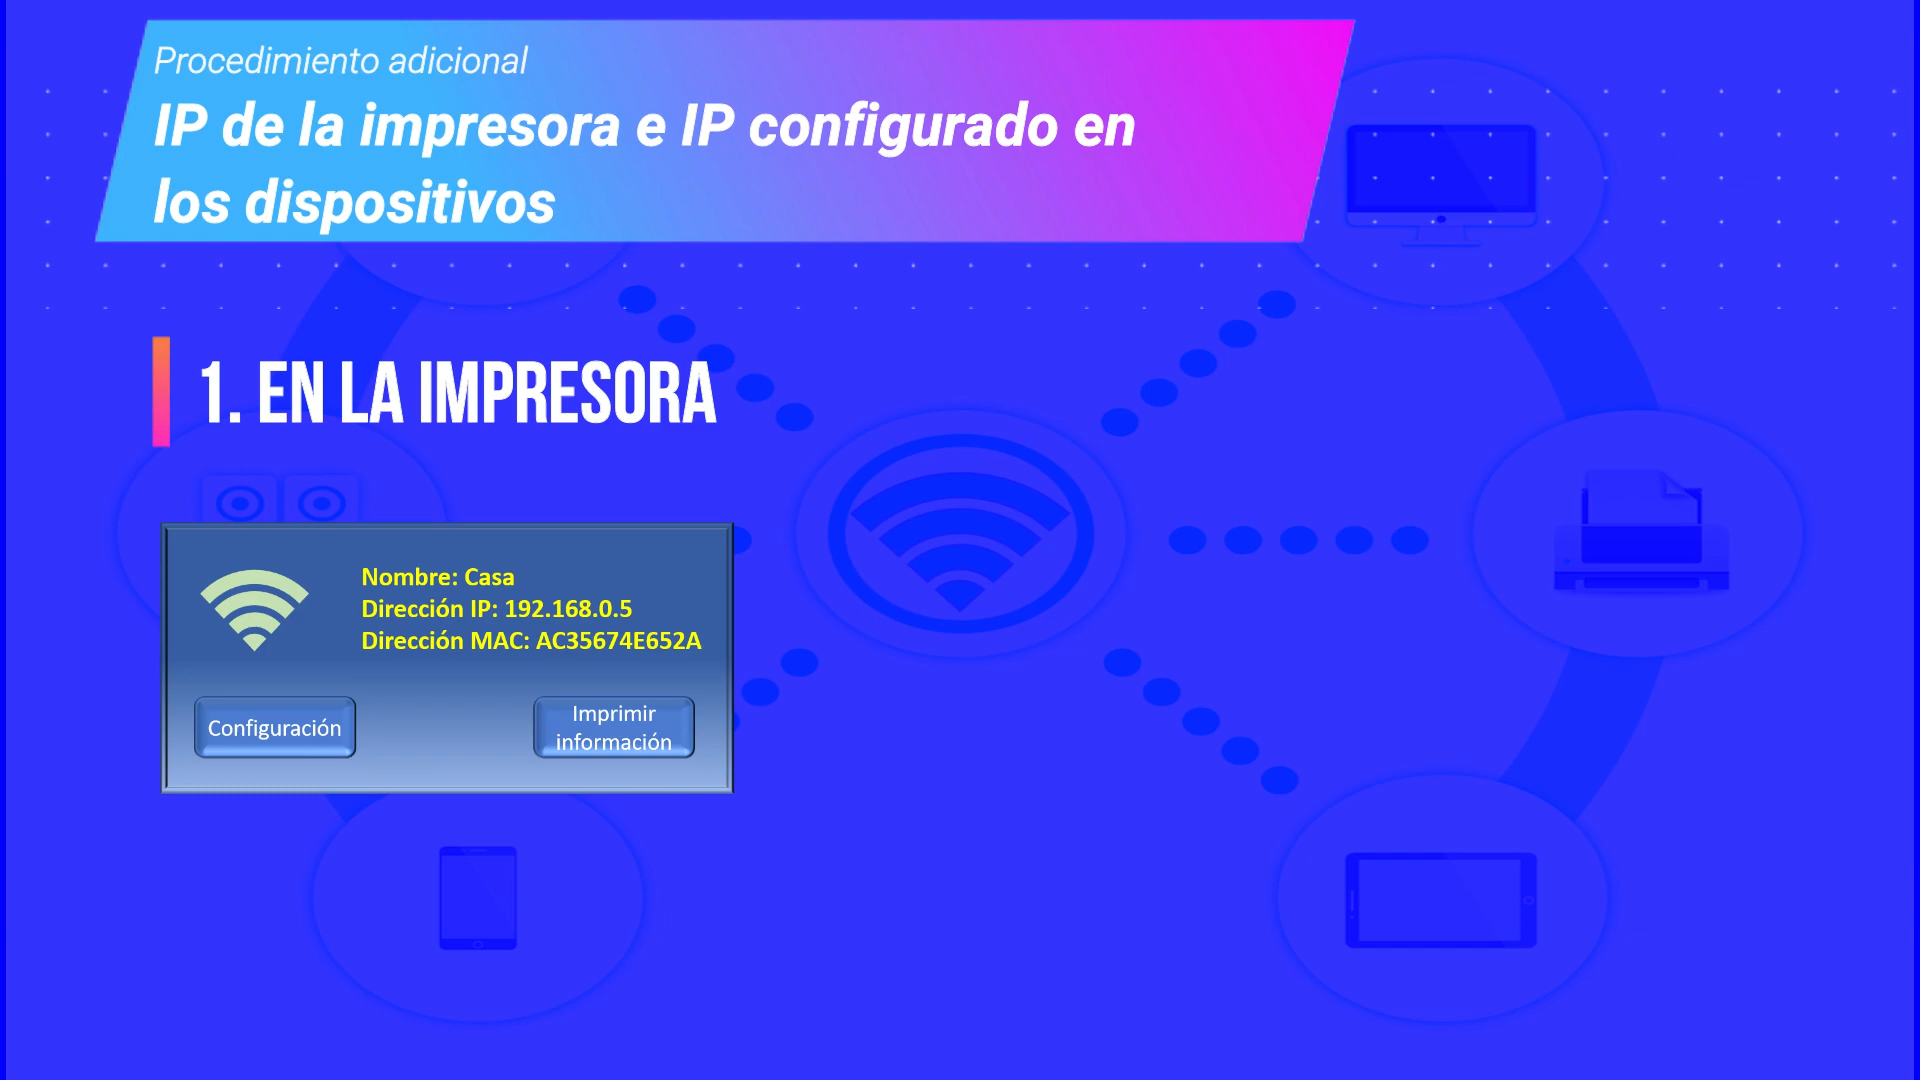 Procedimiento adicional
IP de la impresora e IP configurado en
los dispositivos
1. EN LA IMPRESORA
Nombre: Casa
Dirección IP: 192.168.0.5
Dirección MAC: AC35674E652A
Configuración
Imprimir
información